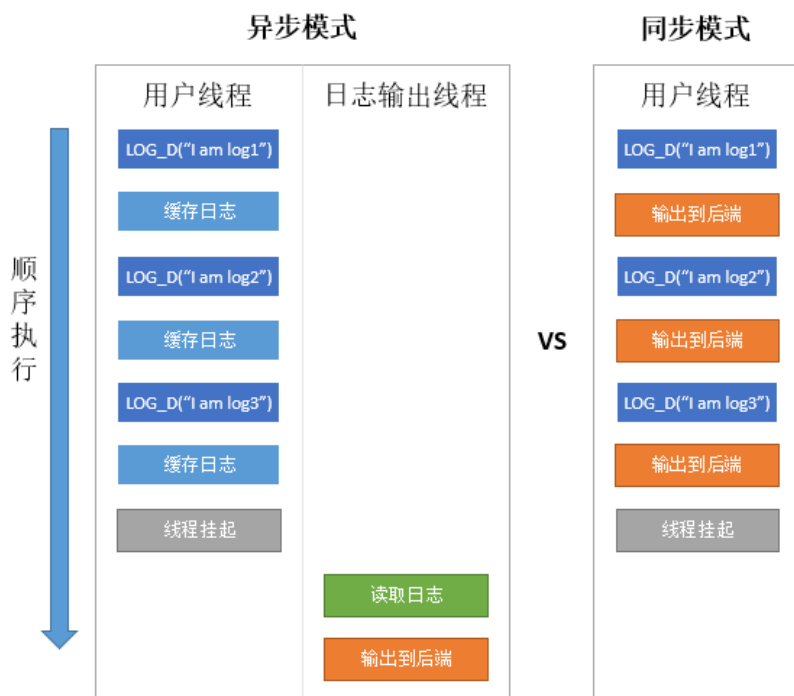 异步模式
同步模式
用户线程
日志输出线程
用户线程
LOG_D(“I am log1”)
LOG_D(“I am log1”)
缓存日志
输出到后端
顺序执行
LOG_D(“I am log2”)
LOG_D(“I am log2”)
缓存日志
VS
输出到后端
LOG_D(“I am log3”)
LOG_D(“I am log3”)
缓存日志
输出到后端
线程挂起
线程挂起
读取日志
输出到后端